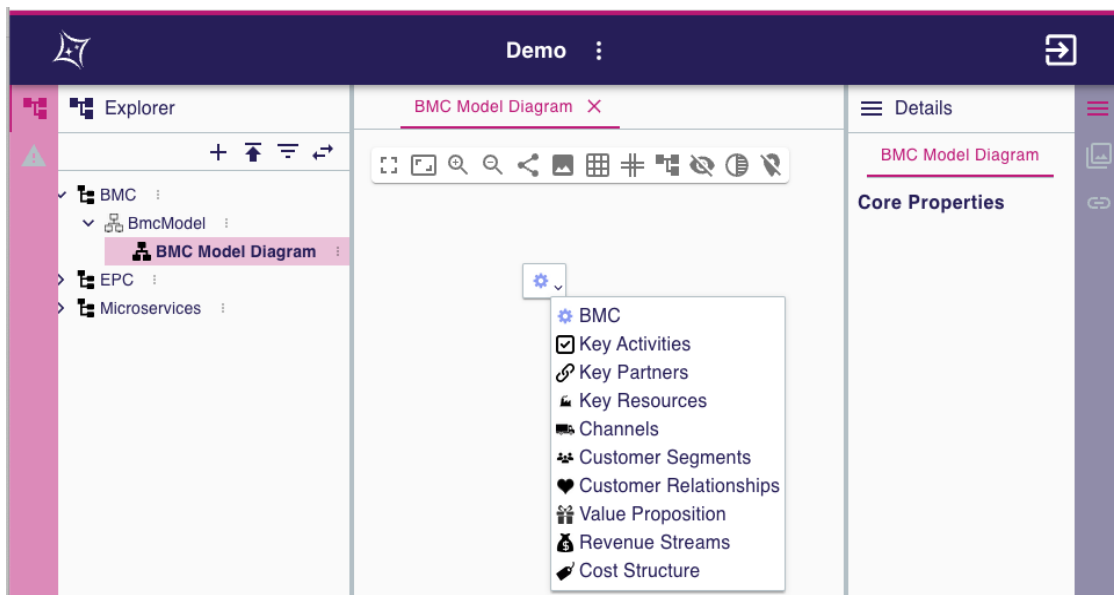 Demo
Explorer
BMC
BmcModel
BMC Model Diagram
EPC
Microservices
BMC Model Diagram
BMC
Key Activities
Key Partners
Key Resources
Channels
Customer Segments
Customer Relationships
Value Proposition
Revenue Streams
Cost Structure
Details
BMC Model Diagram
Core Properties